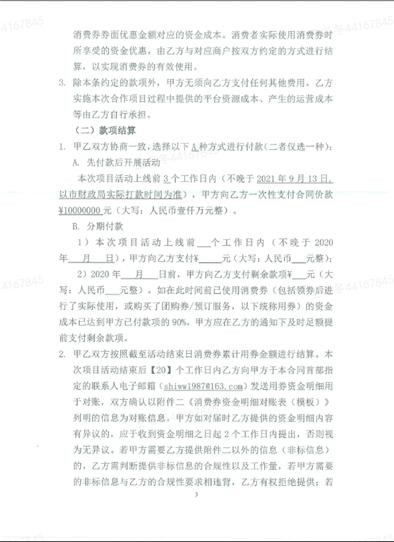 消费券券面优惠金额对应的资金成本。消费者实际使用消费券时
所享受的资金优惠，由乙方与对应商户按双方约定的方式进行结
算，以实现消费券的有效使用。
3. 除本条约定的款项外，甲方无须向乙方支付任何其他费用。乙方
实施本次合作项目过程中提供的平台资源成本、产生的运营成本
等由乙方自行承担。
（二）款项结算
1. 甲乙双方协商一致，选择以下A种方式进行付款(二者仅选一种)：
A. 先付款后开展活动
本次项目活动上线前3个工作日内（不晚于2021年9月13日，
以市财政局实际打款时间为准），甲方向乙方一次性支付合同价款
¥10000000元（大写：人民币壹仟万元整）。
B. 分期付款
1）本次项目活动上线前___个工作日内（不晚于2020
年___月___日），甲方向乙方支付¥____元（大写：人民币___元整）；
2）2020年___月___日前，甲方向乙方支付剩余款项¥___元（大
写：人民币___元整）。如在此时间前已使用消费券（包括领券后进
行了实际使用，或购买了团购券/预订服务，以下统称用券）的资金
成本已达到甲方已付款项的90%，甲方应在乙方的通知下及时足额提
前支付剩余款项。
2. 甲乙双方按照截至活动结束日消费券累计用券金额进行结算。本
次项目活动结束后【20】个工作日内乙方向甲方于本合同首部指
定的联系人电子邮箱（shiww1987@163.com）发送用券资金明细用
于对账，双方确认以附件二《消费券资金明细对账表（模板）》
列明的信息为对账信息。甲方如对届时乙方提供的资金明细内容
有异议的，应于收到资金明细之日起2个工作日内提出，否则视
为无异议。若甲方需要乙方提供附件二以外的信息（非标信息）
的，乙方需判断提供非标信息的合规性以及工作量，若甲方需要
的非标信息与乙方的合规性要求相违背，乙方有权拒绝提供；若
3